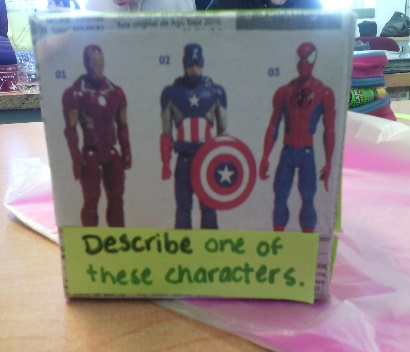 01
02
03
Describe one of
these characters.